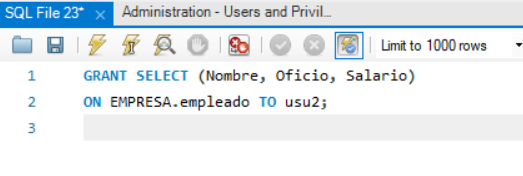 SQL File 23* × Administration - Users and Privil...
Limit to 1000 rows
1 GRANT SELECT (Nombre, Oficio, Salario)
2 ON EMPRESA.empleado TO usu2;
3